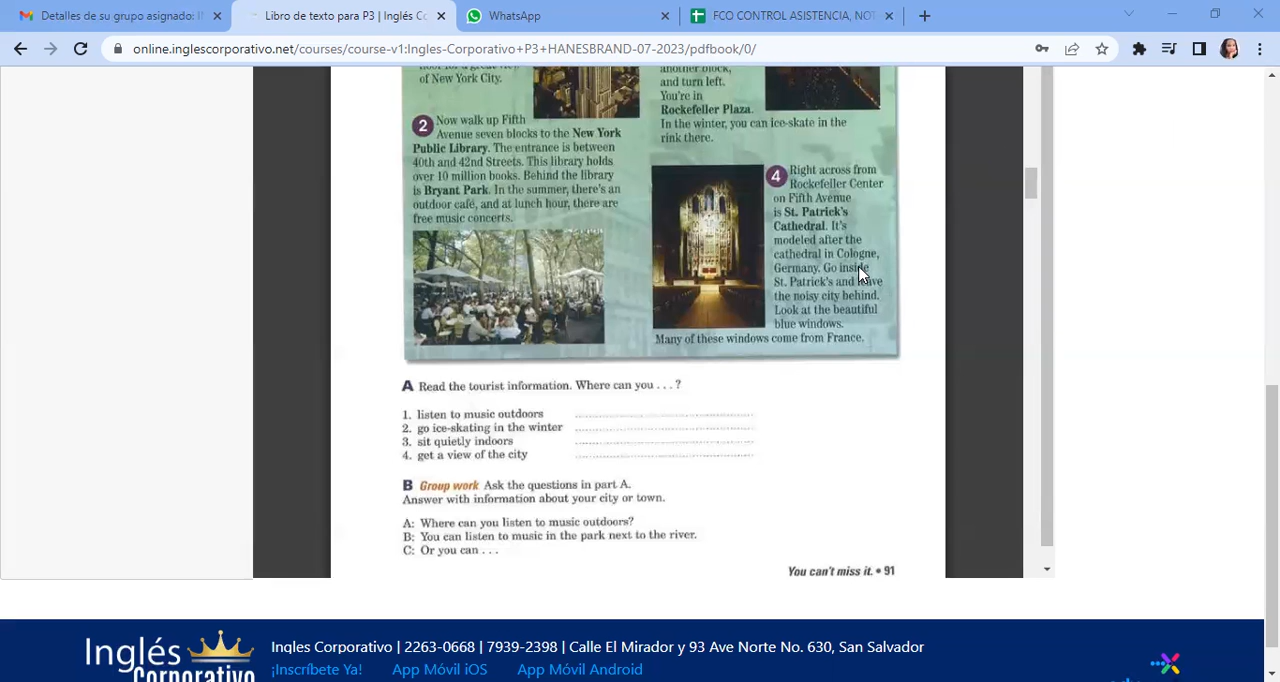 Detalles de su grupo asignado: II
Libro de texto para P3 | Inglés Co
WhatsApp
FCO CONTROL ASISTENCIA, NOT
online.inglescorporativo.net/courses/course-v1:Ingles-Corporativo+P3+HANESBRAND-07-2023/pdfbook/0/
of New York City.
2 Now walk up Fifth
Avenue seven blocks to the New York
Public Library. The entrance is between
40th and 42nd Streets. This library holds
over 10 million books. Behind the library
is Bryant Park. In the summer, there's an
outdoor café, and at lunch hour, there are
free music concerts.
another block,
and turn left.
You're in
Rockefeller Plaza.
In the winter, you can ice-skate in the
rink there.
4 Right across from
Rockefeller Center
on Fifth Avenue
is St. Patrick's
Cathedral. It's
modeled after the
cathedral in Cologne,
Germany. Go inside
St. Patrick's and leave
the noisy city behind.
Look at the beautiful
blue windows.
Many of these windows come from France.
A Read the tourist information. Where can you . . . ?
1. listen to music outdoors
2. go ice-skating in the winter
3. sit quietly indoors
4. get a view of the city
B Group work Ask the questions in part A.
Answer with information about your city or town.
A: Where can you listen to music outdoors?
B: You can listen to music in the park next to the river.
C: Or you can . . .
You can't miss it. • 91
Inglés
Corporativo
Ingles Corporativo | 2263-0668 | 7939-2398 | Calle El Mirador y 93 Ave Norte No. 630, San Salvador
¡Inscríbete Ya! App Móvil iOS App Móvil Android